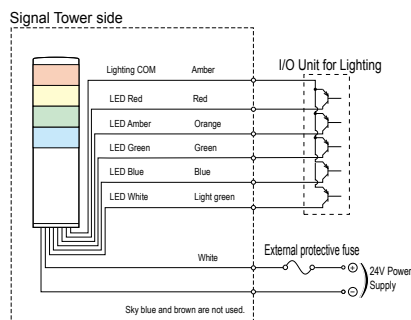 Signal Tower side
I/O Unit for Lighting
Lighting COM Amber
LED Red Red
LED Amber Orange
LED Green Green
LED Blue Blue
LED White Light green
White
External protective fuse
+
24V Power
Supply
−
Sky blue and brown are not used.